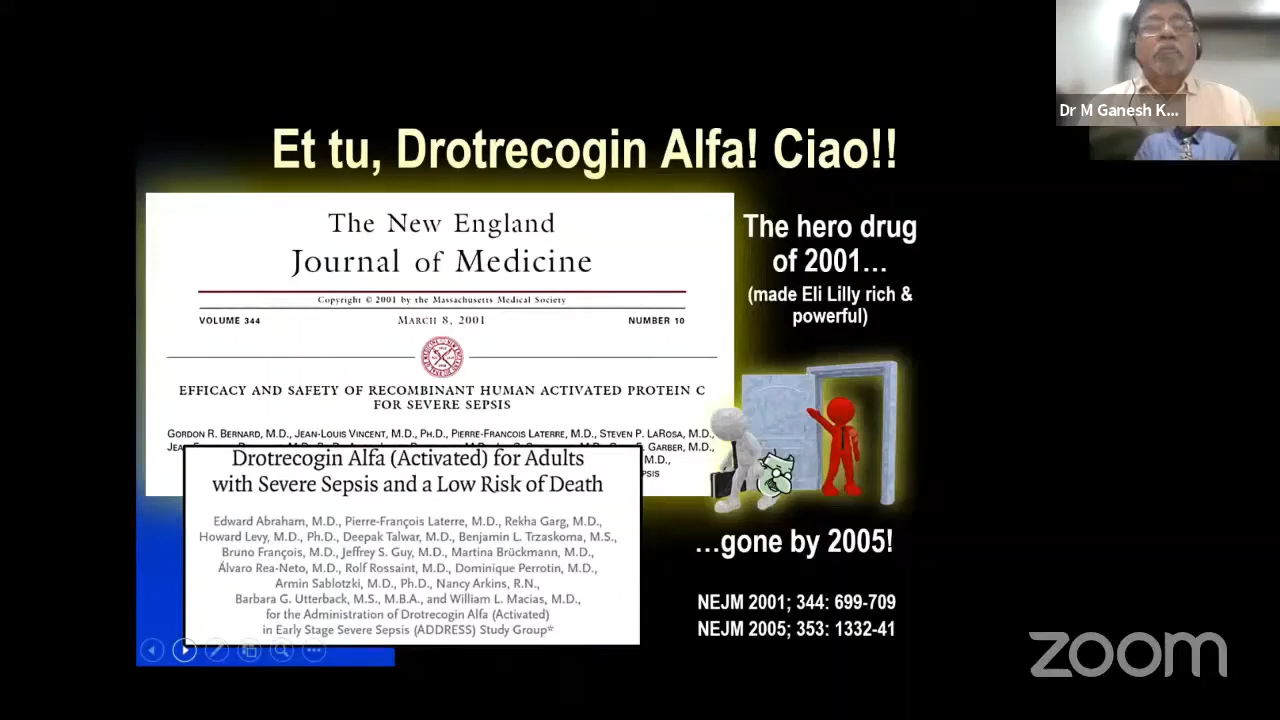 Dr M Ganesh K...
Et tu, Drotrecogin Alfa! Ciao!!
The New England
Journal of Medicine
Copyright © 2001 by the Massachusetts Medical Society
VOLUME 344
MARCH 8, 2001
NUMBER 10
EFFICACY AND SAFETY OF RECOMBINANT HUMAN ACTIVATED PROTEIN C
FOR SEVERE SEPSIS
GORDON R. BERNARD, M.D., JEAN-LOUIS VINCENT, M.D., PH.D., PIERRE-FRANCOIS LATERRE, M.D., STEVEN P. LAROSA, M.D.,
GARBER, M.D.,
M.D.,
Drotrecogin Alfa (Activated) for Adults
with Severe Sepsis and a Low Risk of Death
Edward Abraham, M.D., Pierre-François Laterre, M.D., Rekha Garg, M.D.,
Howard Levy, M.D., Ph.D., Deepak Talwar, M.D., Benjamin L. Trzaskoma, M.S.,
Bruno François, M.D., Jeffrey S. Guy, M.D., Martina Brückmann, M.D.,
Álvaro Rea-Neto, M.D., Rolf Rossaint, M.D., Dominique Perrotin, M.D.,
Armin Sablotzki, M.D., Ph.D., Nancy Arkins, R.N.,
Barbara G. Utterback, M.S., M.B.A., and William L. Macias, M.D.,
for the Administration of Drotrecogin Alfa (Activated)
in Early Stage Severe Sepsis (ADDRESS) Study Group*
The hero drug
of 2001...
(made Eli Lilly rich &
powerful)
...gone by 2005!
NEJM 2001; 344: 699-709
NEJM 2005; 353: 1332-41
zoom